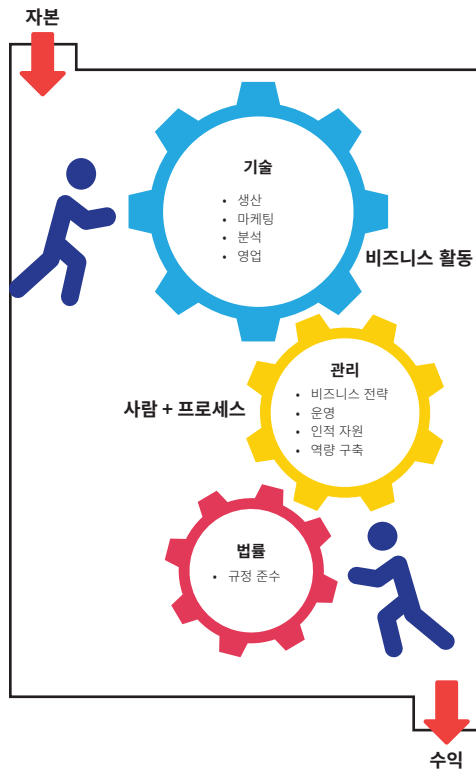 자본
기술
• 생산
• 마케팅
• 분석
• 영업
비즈니스 활동
관리
• 비즈니스 전략
• 운영
• 인적 자원
• 역량 구축
사람 + 프로세스
법률
• 규정 준수
수익